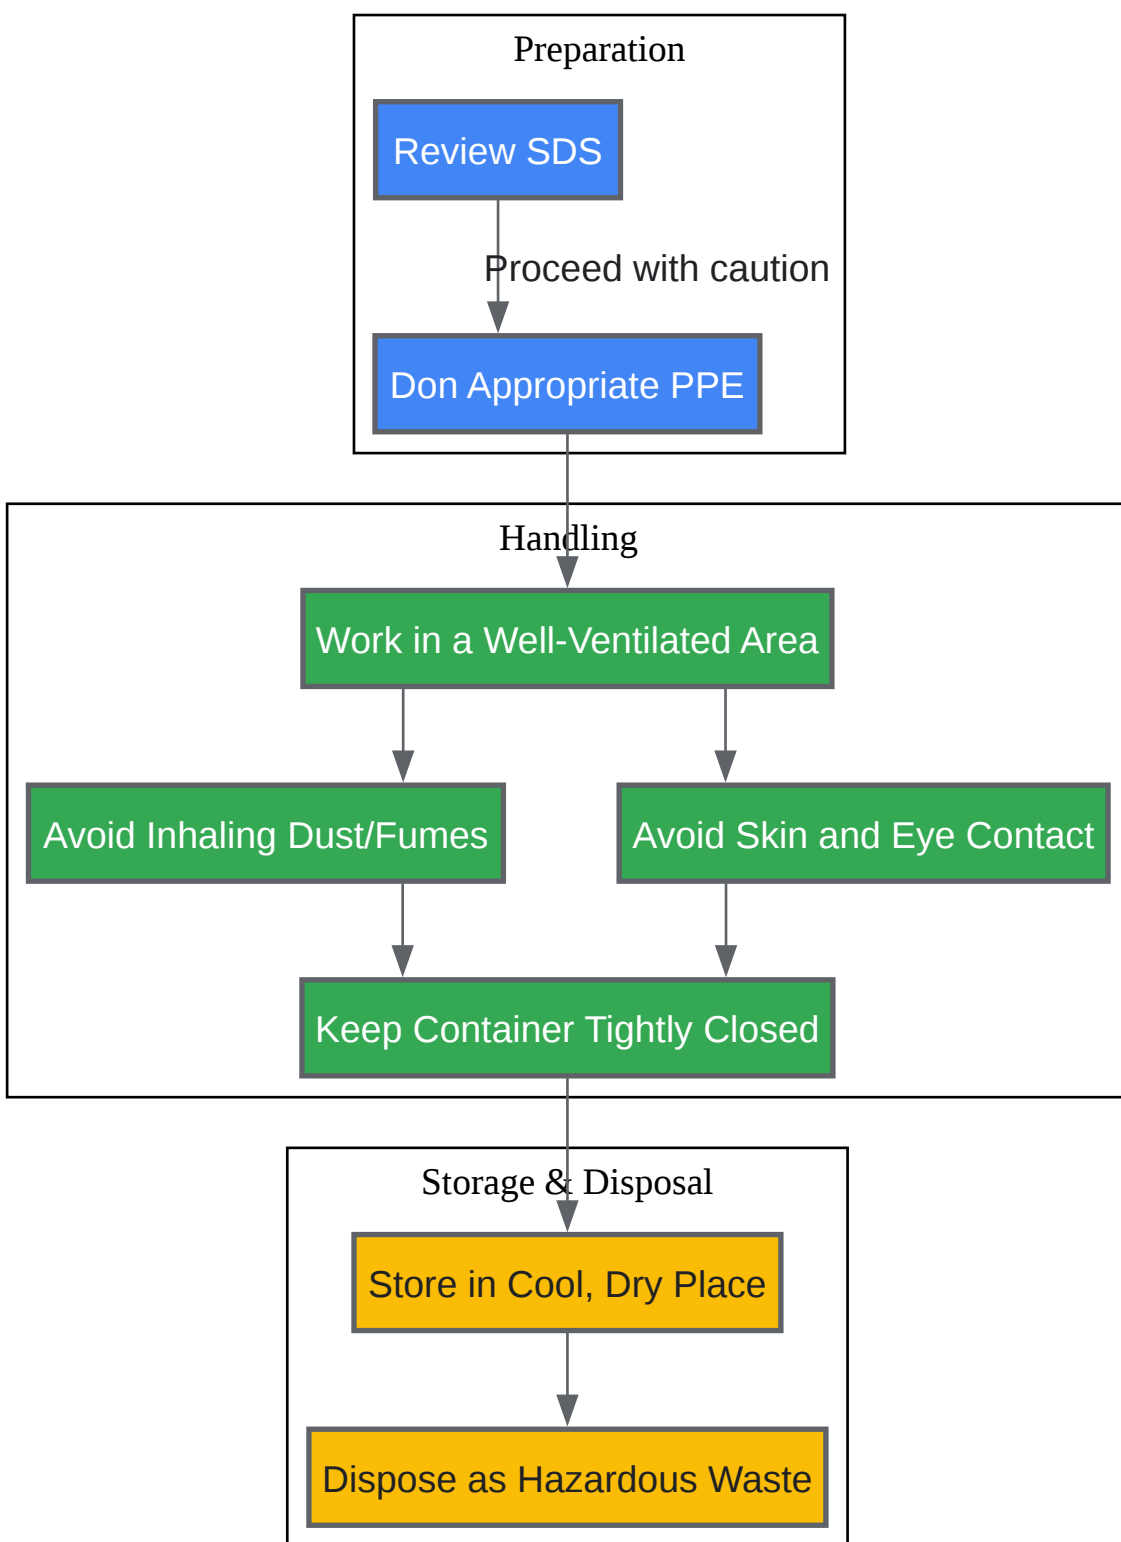 Preparation
Review SDS
Proceed with caution
Don Appropriate PPE
Handling
Work in a Well-Ventilated Area
Avoid Inhaling Dust/Fumes
Avoid Skin and Eye Contact
Keep Container Tightly Closed
Storage & Disposal
Store in Cool, Dry Place
Dispose as Hazardous Waste